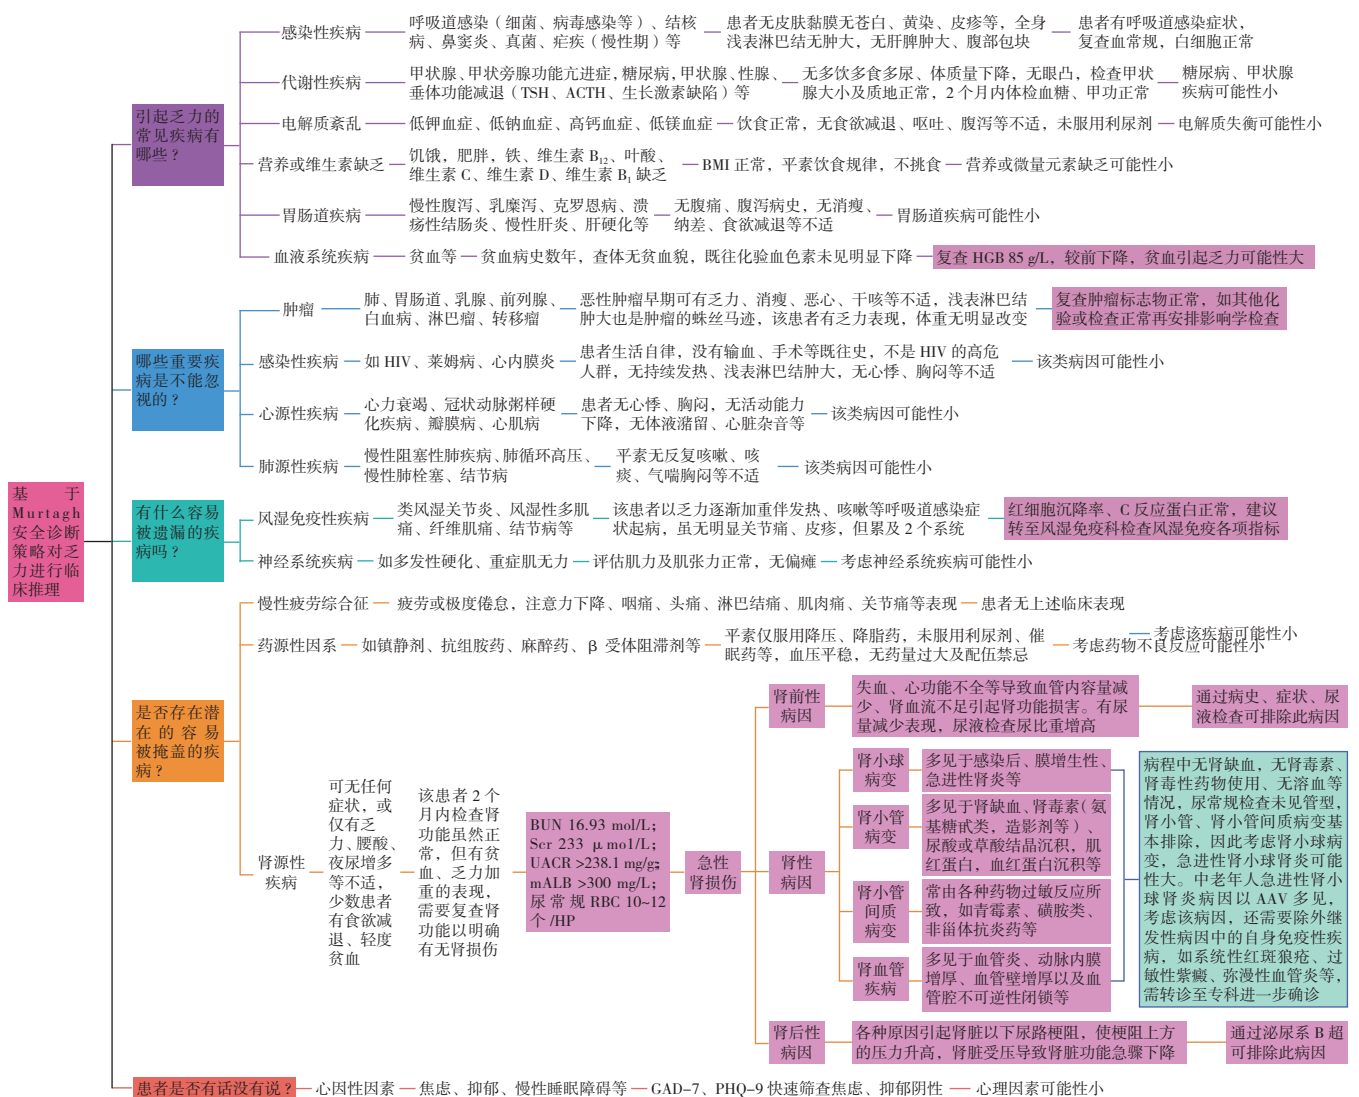 基于
Murtagh
安全诊断
策略对乏
力进行临
床推理
引起乏力的
常见疾病有
哪些？
感染性疾病
呼吸道感染（细菌、病毒感染等）、结核
病、鼻窦炎、真菌、疟疾（慢性期）等
患者无皮肤黏膜无苍白、黄染、皮疹等，全身
浅表淋巴结无肿大，无肝脾肿大、腹部包块
患者有呼吸道感染症状，
复查血常规，白细胞正常
代谢性疾病
甲状腺、甲状旁腺功能亢进症，糖尿病，甲状腺、性腺、
垂体功能减退（TSH、ACTH、生长激素缺陷）等
无多饮多食多尿、体质量下降，无眼凸，检查甲状
腺大小及质地正常，2 个月内体检血糖、甲功正常
糖尿病、甲状腺
疾病可能性小
电解质紊乱
低钾血症、低钠血症、高钙血症、低镁血症
饮食正常，无食欲减退、呕吐、腹泻等不适，未服用利尿剂
电解质失衡可能性小
营养或维生素缺乏
饥饿，肥胖，铁、维生素 B12、叶酸、
维生素 C、维生素 D、维生素 B1 缺乏
BMI 正常，平素饮食规律，不挑食
营养或微量元素缺乏可能性小
胃肠道疾病
慢性腹泻、乳糜泻、克罗恩病、溃
疡性结肠炎、慢性肝炎、肝硬化等
无腹痛、腹泻病史，无消瘦、
纳差、食欲减退等不适
胃肠道疾病可能性小
血液系统疾病
贫血等
贫血病史数年，查体无贫血貌，既往化验血色素未见明显下降
复查 HGB 85 g/L，较前下降，贫血引起乏力可能性大
哪些重要疾
病是不能忽
视的？
肿瘤
肺、胃肠道、乳腺、前列腺、
白血病、淋巴瘤、转移瘤
恶性肿瘤早期可有乏力、消瘦、恶心、干咳等不适，浅表淋巴结
肿大也是肿瘤的蛛丝马迹，该患者有乏力表现，体重无明显改变
复查肿瘤标志物正常，如其他化
验或检查正常再安排影响学检查
感染性疾病
如 HIV、莱姆病、心内膜炎
患者生活自律，没有输血、手术等既往史，不是 HIV 的高危
人群，无持续发热、浅表淋巴结肿大，无心悸、胸闷等不适
该类病因可能性小
心源性疾病
心力衰竭、冠状动脉粥样硬
化疾病、瓣膜病、心肌病
患者无心悸、胸闷，无活动能力
下降，无体液潴留、心脏杂音等
该类病因可能性小
肺源性疾病
慢性阻塞性肺疾病、肺循环高压、
慢性肺栓塞、结节病
平素无反复咳嗽、咳
痰、气喘胸闷等不适
该类病因可能性小
有什么容易
被遗漏的疾
病吗？
风湿免疫性疾病
类风湿关节炎、风湿性多肌
痛、纤维肌痛、结节病等
该患者以乏力逐渐加重伴发热、咳嗽等呼吸道感染症
状起病，虽无明显关节痛、皮疹，但累及 2 个系统
红细胞沉降率、C 反应蛋白正常，建议
转至风湿免疫科检查风湿免疫各项指标
神经系统疾病
如多发性硬化、重症肌无力
评估肌力及肌张力正常，无偏瘫
考虑神经系统疾病可能性小
是否存在潜
在的容易
被掩盖的疾
病？
慢性疲劳综合征
疲劳或极度倦怠，注意力下降、咽痛、头痛、淋巴结痛、肌肉痛、关节痛等表现
患者无上述临床表现
考虑该疾病可能性小
药源性因系
如镇静剂、抗组胺药、麻醉药、β 受体阻滞剂等
平素仅服用降压、降脂药，未服用利尿剂、催
眠药等，血压平稳，无药量过大及配伍禁忌
考虑药物不良反应可能性小
肾源性
疾病
可无任何
症状，或
仅有乏
力、腰酸、
夜尿增多
等不适，
少数患者
有食欲减
退、轻度
贫血
该患者 2 个
月内检查肾
功能虽然正
常，但有贫
血、乏力加
重的表现，
需要复查肾
功能以明确
有无肾损伤
BUN 16.93 mol/L；
Scr 233 μmol/L；
UACR >238.1 mg/g；
mALB >300 mg/L；
尿常规 RBC 10~12
个 /HP
急性
肾损伤
肾前性
病因
失血、心功能不全等导致血管内容量减
少、肾血流不足引起肾功能损害。有尿
量减少表现，尿液检查尿比重增高
通过病史、症状、尿
液检查可排除此病因
肾性
病因
肾小球
病变
多见于感染后、膜增生性、
急进性肾炎等
肾小管
病变
多见于肾缺血、肾毒素（氨
基糖甙类，造影剂等）、
尿酸或草酸结晶沉积，肌
红蛋白，血红蛋白沉积等
肾小管
间质
病变
常由各种药物过敏反应所
致，如青霉素、磺胺类、
非甾体抗炎药等
肾血管
疾病
多见于血管炎、动脉内膜
增厚、血管壁增厚以及血
管腔不可逆性闭锁等
病程中无肾缺血，无肾毒素、
肾毒性药物使用、无溶血等
情况，尿常规检查未见管型，
肾小管、肾小管间质病变基
本排除，因此考虑肾小球病
变，急进性肾小球肾炎可能
性大。中老年人急进性肾小
球肾炎病因以 AAV 多见，
考虑该病因，还需要除外继
发性病因中的自身免疫性疾
病，如系统性红斑狼疮、过
敏性紫癜、弥漫性血管炎等，
需转诊至专科进一步确诊
肾后性
病因
各种原因引起肾脏以下尿路梗阻，使梗阻上方
的压力升高，肾脏受压导致肾脏功能急骤下降
通过泌尿系 B 超
可排除此病因
患者是否有话没有说？
心因性因素
焦虑、抑郁、慢性睡眠障碍等
GAD-7、PHQ-9 快速筛查焦虑、抑郁阴性
心理因素可能性小